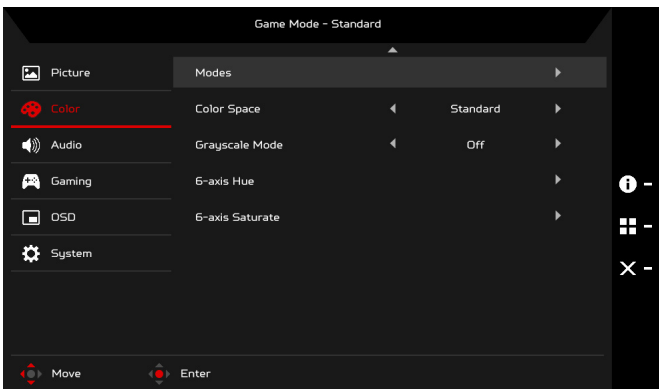 Game Mode - Standard
Picture
Modes
Color
Color Space Standard
Audio
Grayscale Mode Off
Gaming
6-axis Hue
OSD
6-axis Saturate
System
Move Enter